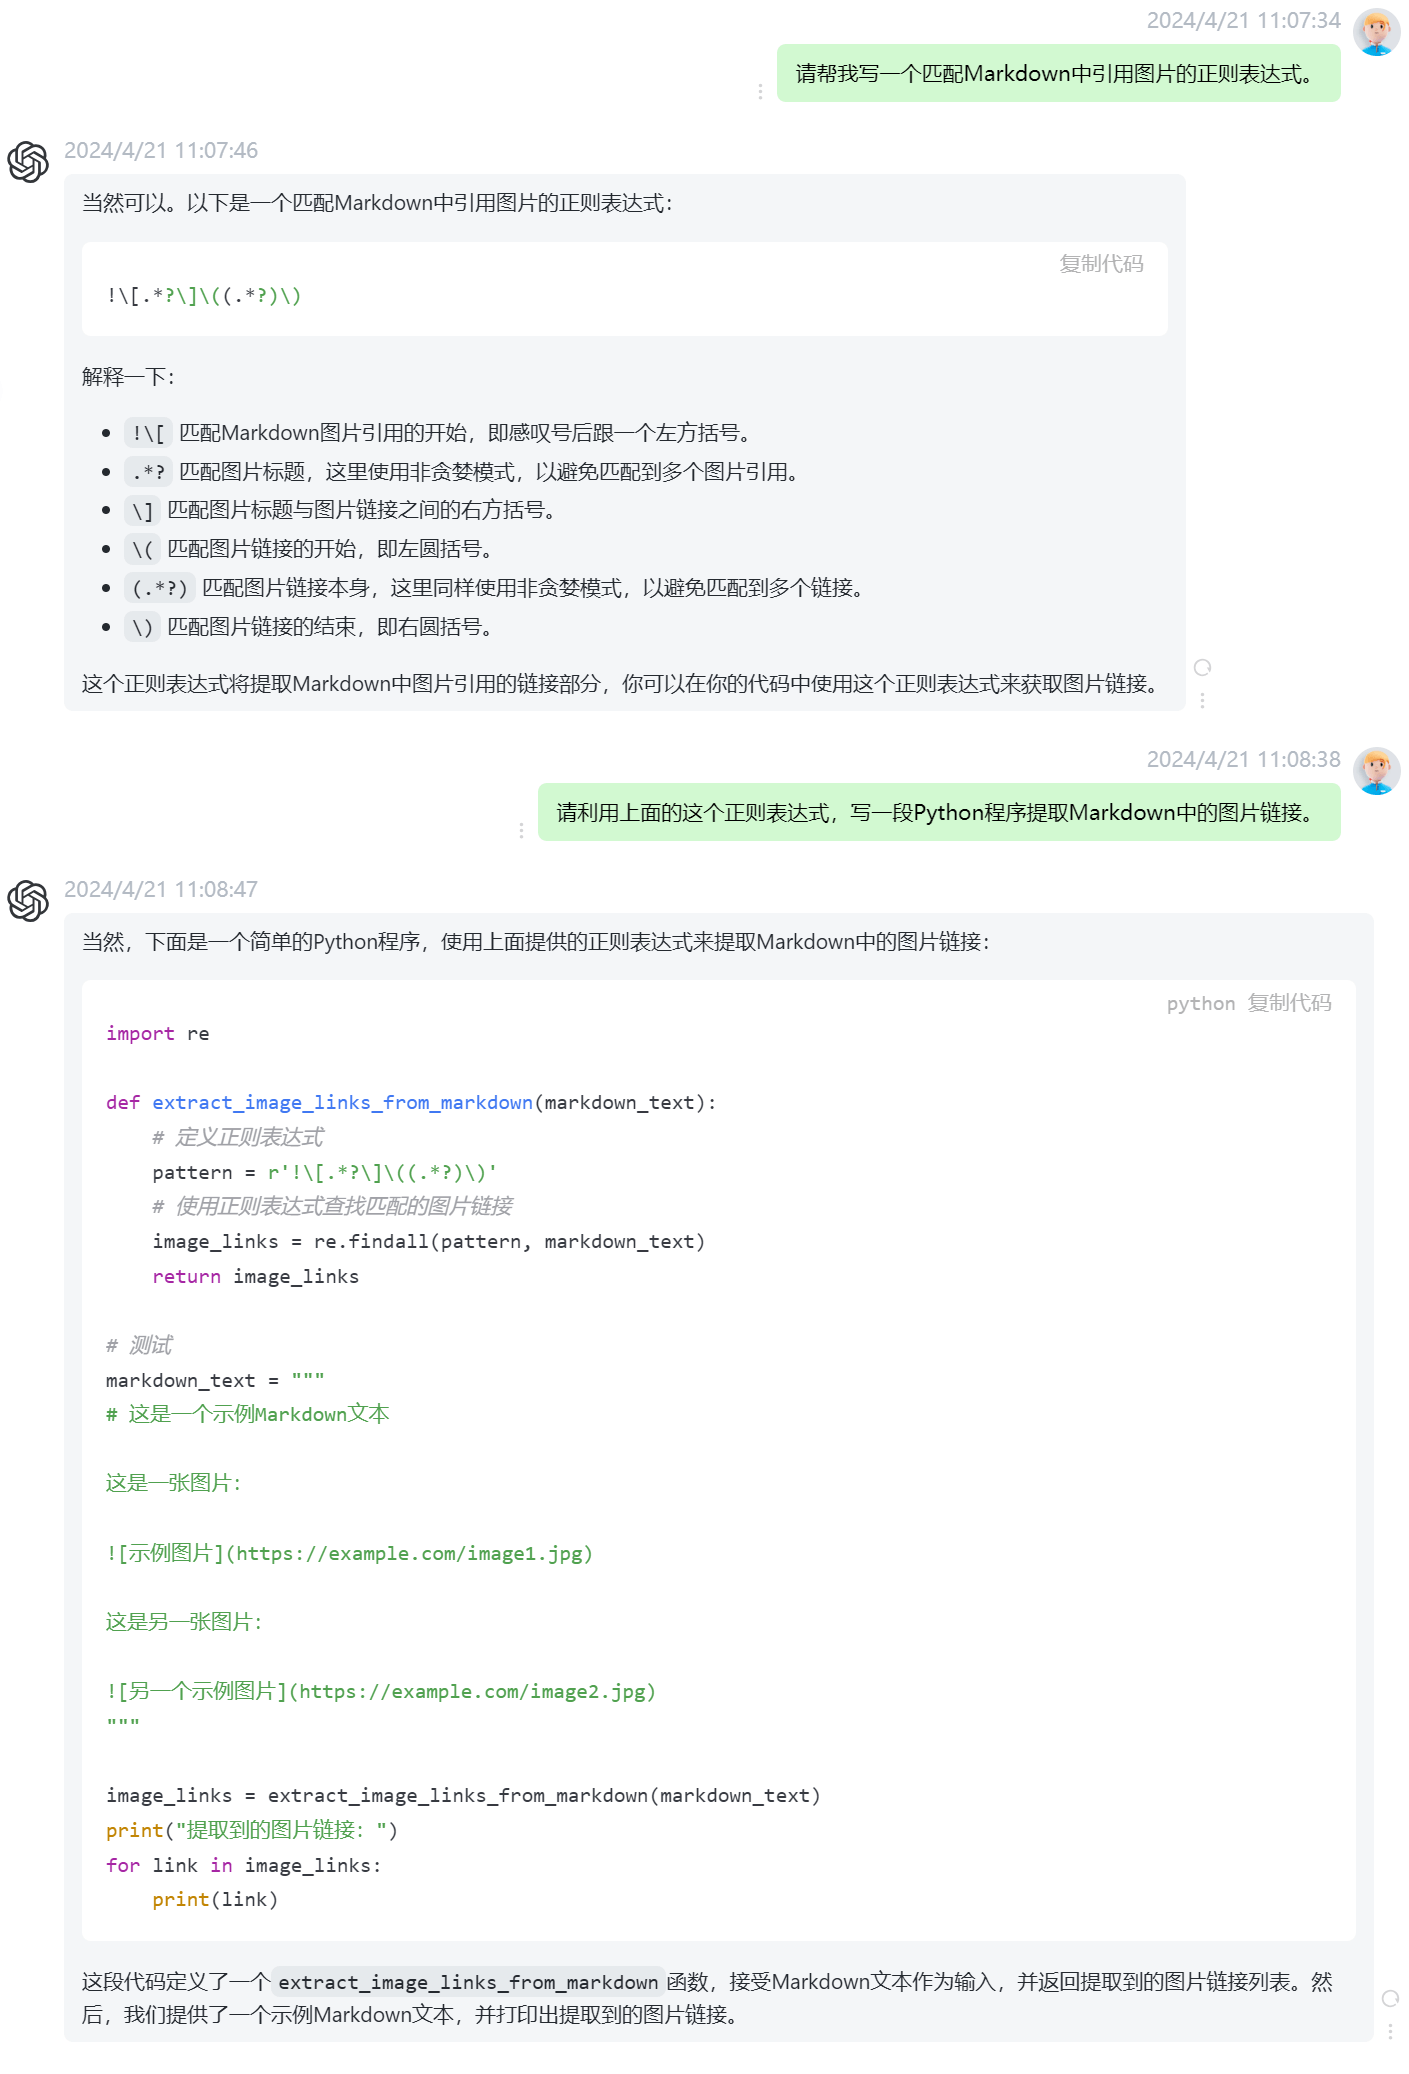 2024/4/21 11:07:34
请帮我写一个匹配Markdown中引用图片的正则表达式。
2024/4/21 11:07:46
当然可以。以下是一个匹配Markdown中引用图片的正则表达式：
复制代码
!\[.*?\]\((.*?)\)
解释一下：
• !\[ 匹配Markdown图片引用的开始，即感叹号后跟一个左方括号。
• .*? 匹配图片标题，这里使用非贪婪模式，以避免匹配到多个图片引用。
• \] 匹配图片标题与图片链接之间的右方括号。
• \( 匹配图片链接的开始，即左圆括号。
• (.*?) 匹配图片链接本身，这里同样使用非贪婪模式，以避免匹配到多个链接。
• \) 匹配图片链接的结束，即右圆括号。
这个正则表达式将提取Markdown中图片引用的链接部分，你可以在你的代码中使用这个正则表达式来获取图片链接。
2024/4/21 11:08:38
请利用上面的这个正则表达式，写一段Python程序提取Markdown中的图片链接。
2024/4/21 11:08:47
当然，下面是一个简单的Python程序，使用上面提供的正则表达式来提取Markdown中的图片链接：
python 复制代码
import re
def extract_image_links_from_markdown(markdown_text):
    # 定义正则表达式
    pattern = r'!\[.*?\]\((.*?)\)'
    # 使用正则表达式查找匹配的图片链接
    image_links = re.findall(pattern, markdown_text)
    return image_links
# 测试
markdown_text = """
# 这是一个示例Markdown文本
这是一张图片：
![示例图片](https://example.com/image1.jpg)
这是另一张图片：
![另一个示例图片](https://example.com/image2.jpg)
"""
image_links = extract_image_links_from_markdown(markdown_text)
print("提取到的图片链接：")
for link in image_links:
    print(link)
这段代码定义了一个 extract_image_links_from_markdown 函数，接受Markdown文本作为输入，并返回提取到的图片链接列表。然
后，我们提供了一个示例Markdown文本，并打印出提取到的图片链接。